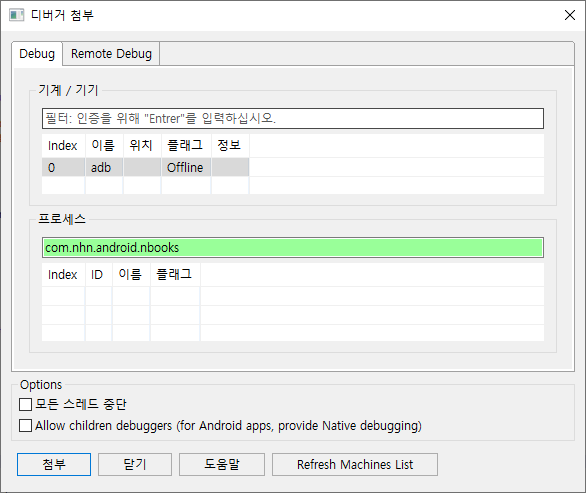 디버거 첨부
Debug
Remote Debug
기계 / 기기
필터: 인증을 위해 "Entrer"를 입력하십시오.
Index 이름 위치 플래그 정보
0 adb Offline
프로세스
com.nhn.android.nbooks
Index ID 이름 플래그
Options
모든 스레드 중단
Allow children debuggers (for Android apps, provide Native debugging)
첨부 닫기 도움말 Refresh Machines List